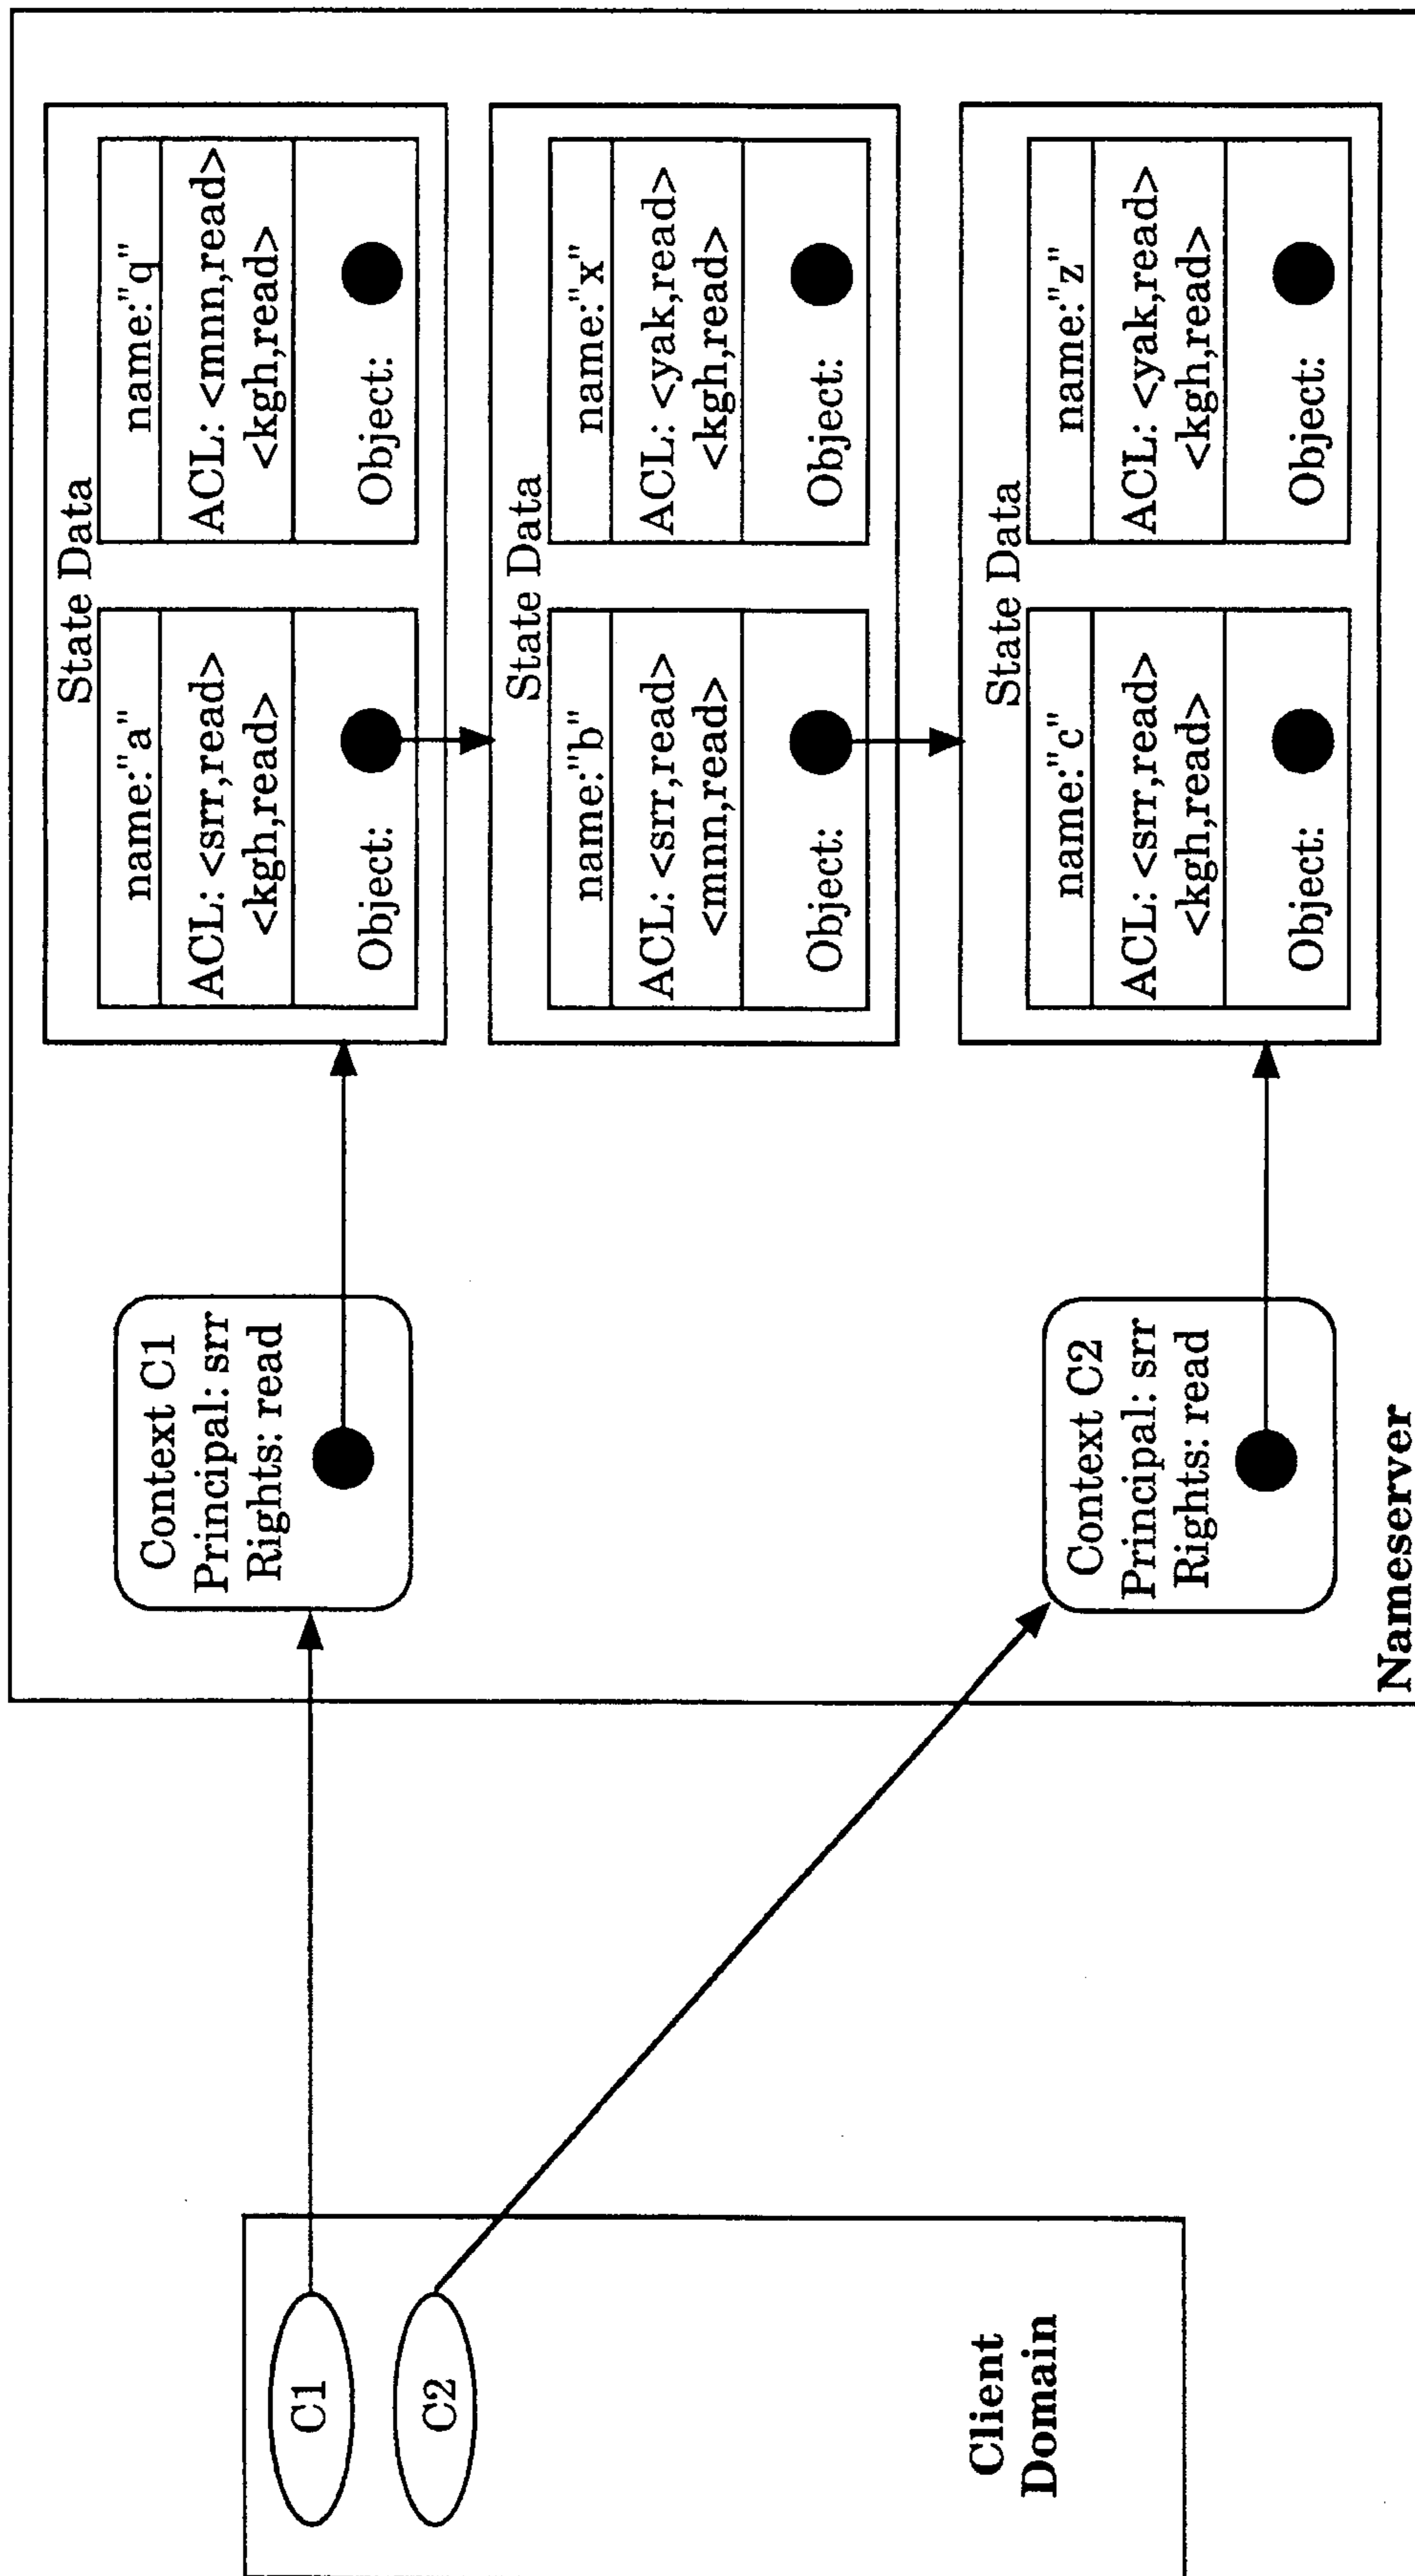 C1
C2
Client
Domain
Context C1
Principal: srr
Rights: read
Context C2
Principal: srr
Rights: read
Nameserver
State Data
name:"a"
ACL: <srr,read>
<kgh,read>
Object:
name:"q"
ACL: <mnn,read>
<kgh,read>
Object:
State Data
name:"b"
ACL: <srr,read>
<mnn,read>
Object:
name:"x"
ACL: <yak,read>
<kgh,read>
Object:
State Data
name:"c"
ACL: <srr,read>
<kgh,read>
Object:
name:"z"
ACL: <yak,read>
<kgh,read>
Object: